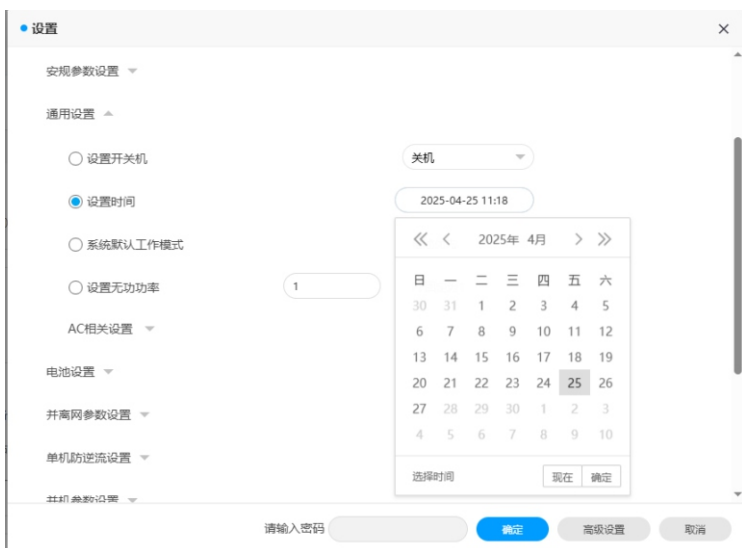 设置
安规参数设置
通用设置
设置开关机 关机
设置时间 2025-04-25 11:18
系统默认工作模式
2025年 4月
设置无功功率 1
日 一 二 三 四 五 六
30 31 1 2 3 4 5
AC相关设置
6 7 8 9 10 11 12
13 14 15 16 17 18 19
电池设置
20 21 22 23 24 25 26
并离网参数设置
27 28 29 30 1 2 3
4 5 6 7 8 9 10
单机防逆流设置
选择时间 现在 确定
并机参数设置
请输入密码 确定 高级设置 取消